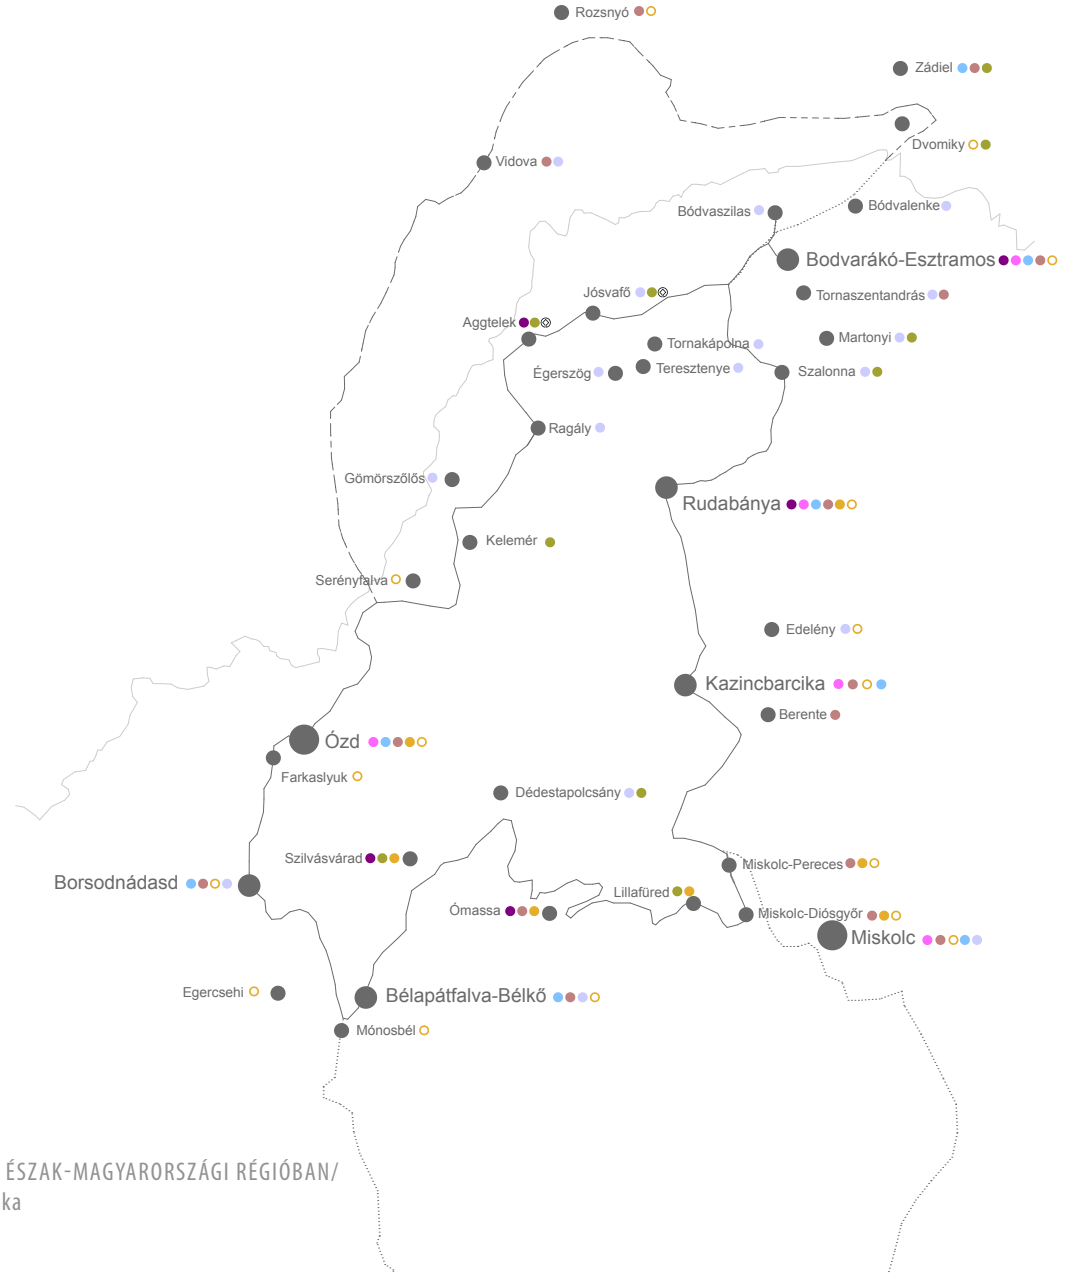 Rozsnyó
Zádiel
Dvorniky
Vidova
Bódvaszilas
Bódvalenke
Bodvarákó-Esztramos
Jósvafő
Tornaszentandrás
Aggtelek
Tornakápolna
Martonyi
Égerszög
Teresztenye
Szalonna
Ragály
Gömörszőlős
Rudabánya
Kelemér
Serényfalva
Edelény
Kazincbarcika
Berente
Ózd
Farkaslyuk
Dédestapolcsány
Szilvásvárad
Miskolc-Pereces
Borsodnádasd
Lillafüred
Ómassa
Miskolc-Diósgyőr
Miskolc
Egercsehi
Bélapátfalva-Bélkő
Mónosbél
ÉSZAK-MAGYARORSZÁGI RÉGIÓBAN/
ka